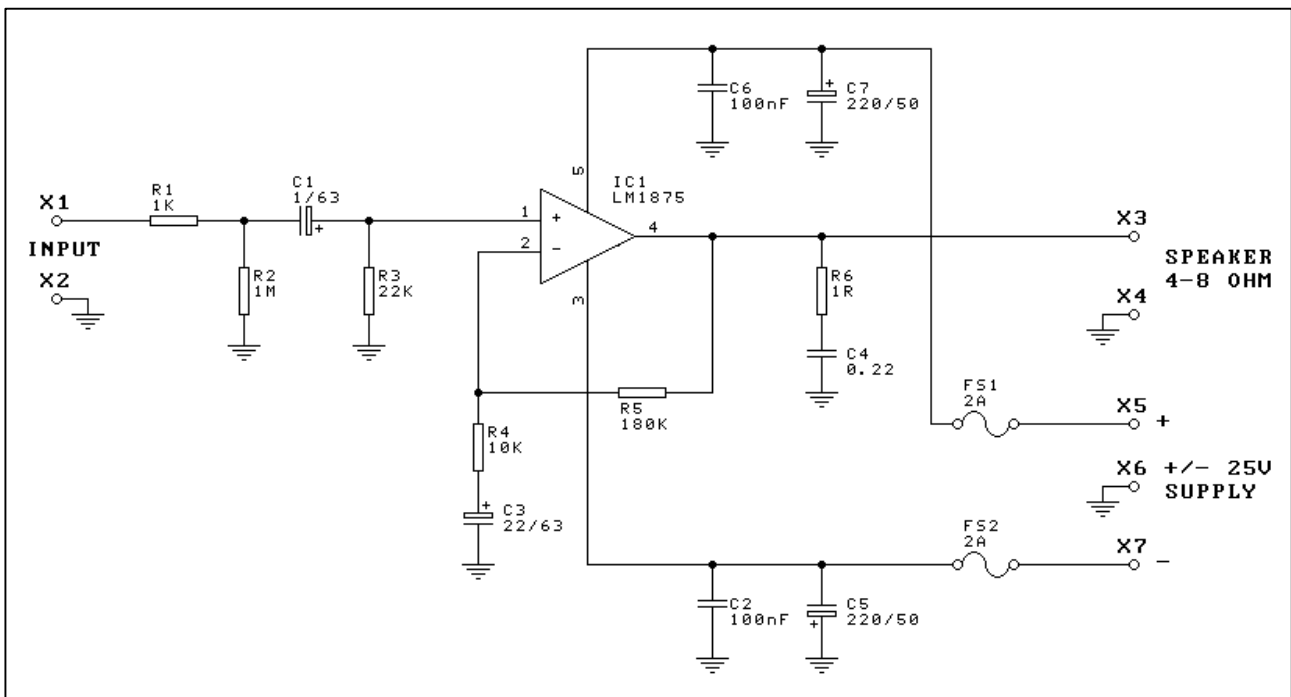 C6
100nF
+
C7
220/50
5
IC1
LM1875
X1
R1
1K
C1
1/63
+
1
+
4
X3
INPUT
2
-
SPEAKER
4-8 OHM
X2
R2
1M
R3
22K
3
R6
1R
X4
C4
0.22
R5
180K
FS1
2A
X5
+
R4
10K
X6
+/- 25V
SUPPLY
+
C3
22/63
FS2
2A
X7
-
C2
100nF
+
C5
220/50